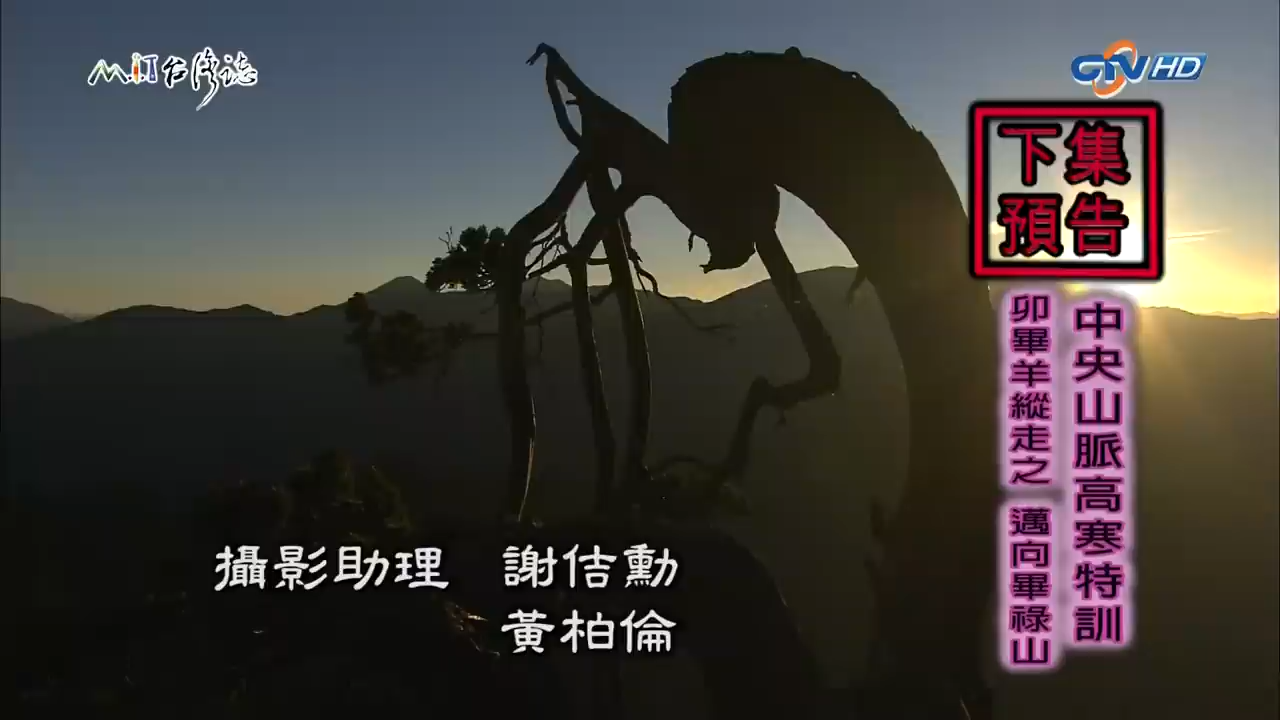 M.iT台灣誌
CTV HD
下集
預告
中央山脈高寒特訓
卯畢羊縱走之 邁向畢祿山
攝影助理 謝佶勳
黃柏倫